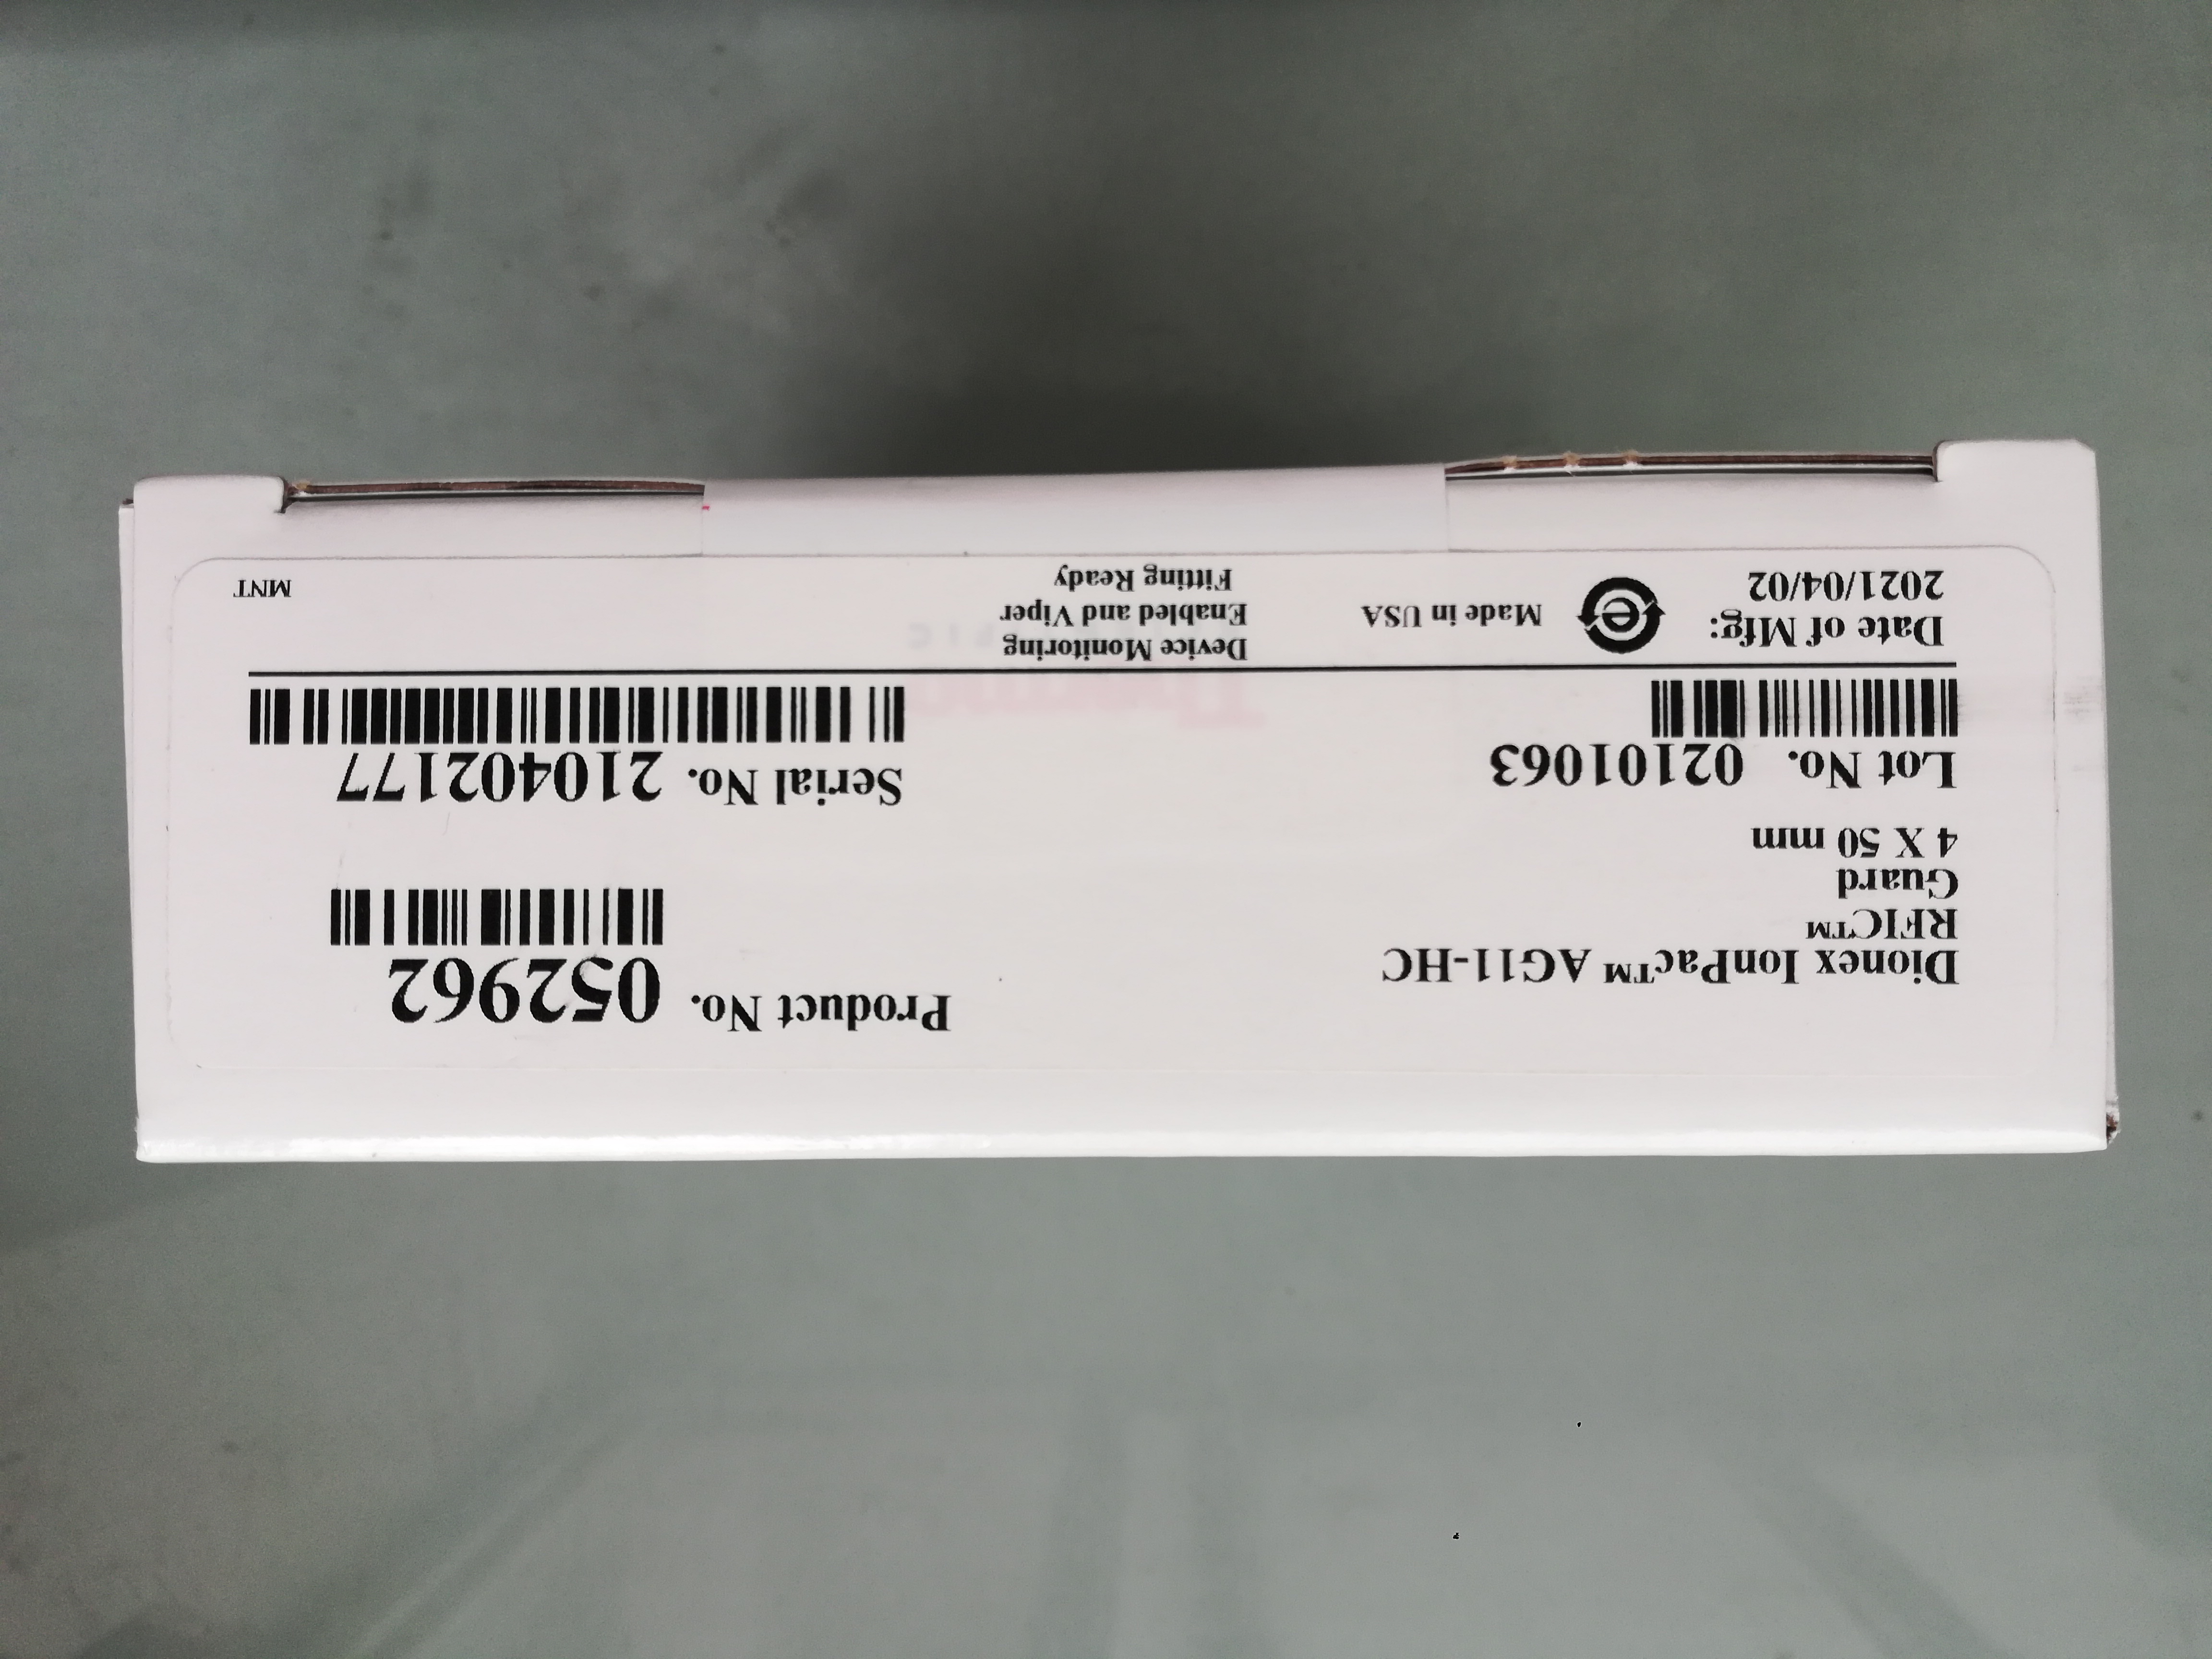 Dionex IonPac™ AG11-HC
RFIC™
Guard
4 X 50 mm
Product No. 052962
Lot No. 02101063
Serial No. 210402177
Date of Mfg:
2021/04/02
e
Made in USA
Device Monitoring
Enabled and Viper
Fitting Ready
MNT